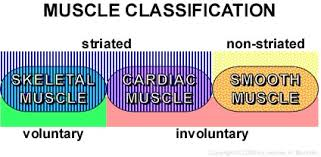 MUSCLE CLASSIFICATION
striated non-striated
SKELETAL MUSCLE
CARDIAC MUSCLE
SMOOTH MUSCLE
voluntary involuntary